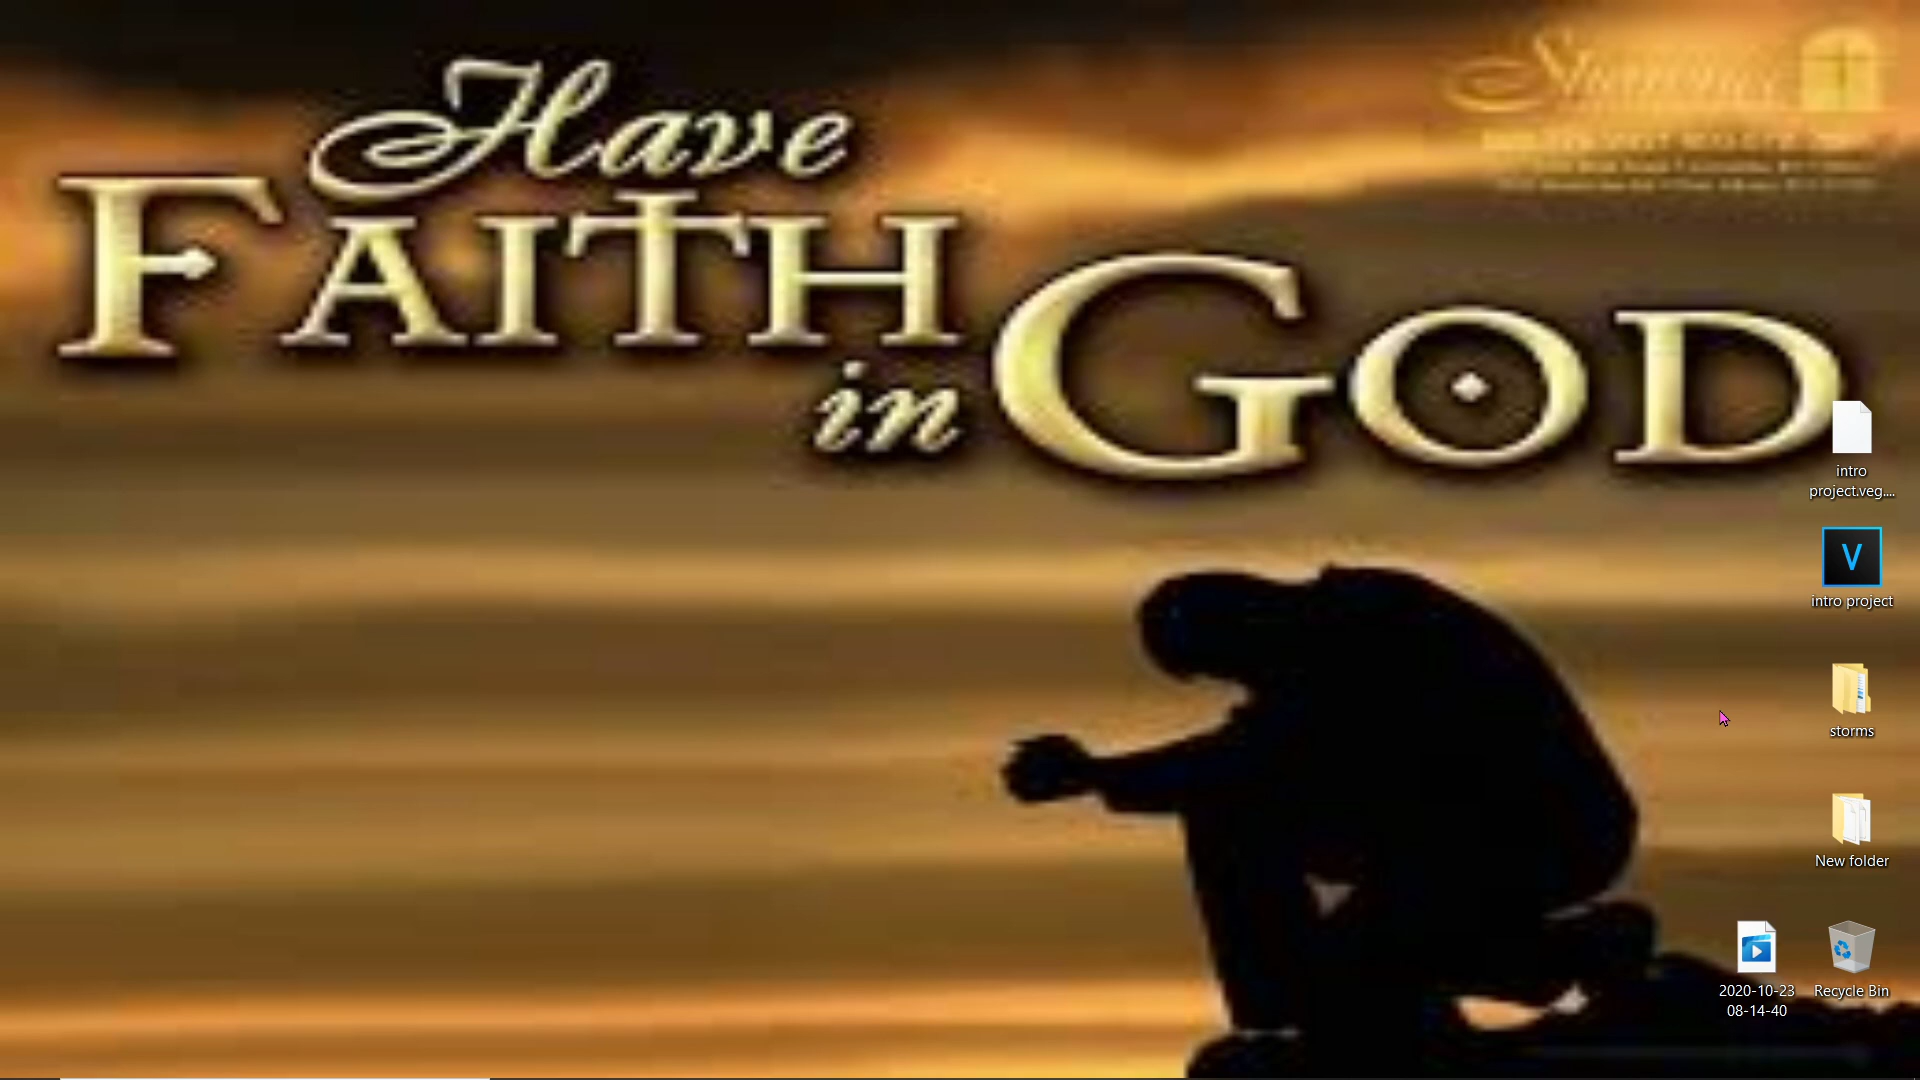 Have
FAITH
in GOD
intro
project.veg....
intro project
storms
New folder
2020-10-23
08-14-40
Recycle Bin